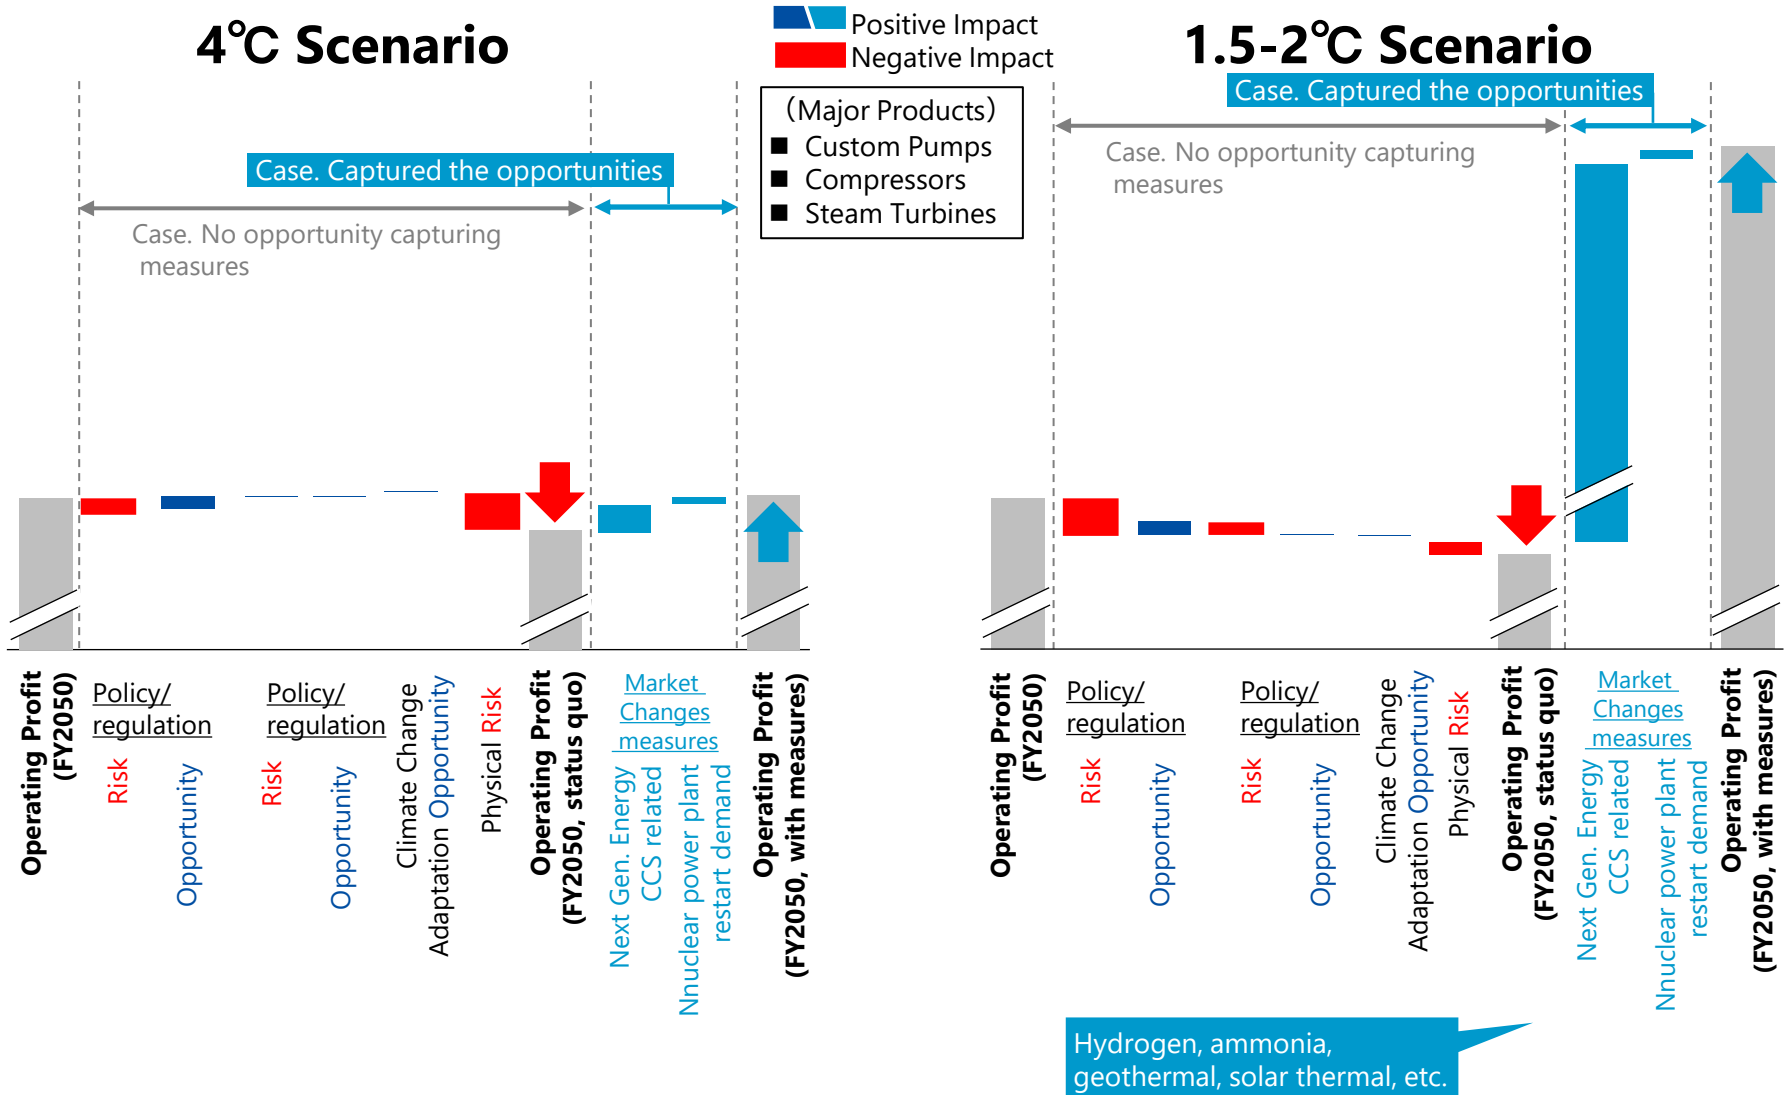 4℃ Scenario
Positive Impact
Negative Impact
1.5-2℃ Scenario
（Major Products）
■ Custom Pumps
■ Compressors
■ Steam Turbines
Case. Captured the opportunities
Case. No opportunity capturing
measures
Case. Captured the opportunities
Case. No opportunity capturing
measures
Operating Profit
(FY2050)
Policy/
regulation
Risk
Opportunity
Policy/
regulation
Risk
Opportunity
Climate Change
Adaptation Opportunity
Physical Risk
Operating Profit
(FY2050, status quo)
Market
Changes
measures
Next Gen. Energy
CCS related
Nnuclear power plant
restart demand
Operating Profit
(FY2050, with measures)
Operating Profit
(FY2050)
Policy/
regulation
Risk
Opportunity
Policy/
regulation
Risk
Opportunity
Climate Change
Adaptation Opportunity
Physical Risk
Operating Profit
(FY2050, status quo)
Market
Changes
measures
Next Gen. Energy
CCS related
Nnuclear power plant
restart demand
Operating Profit
(FY2050, with measures)
Hydrogen, ammonia,
geothermal, solar thermal, etc.